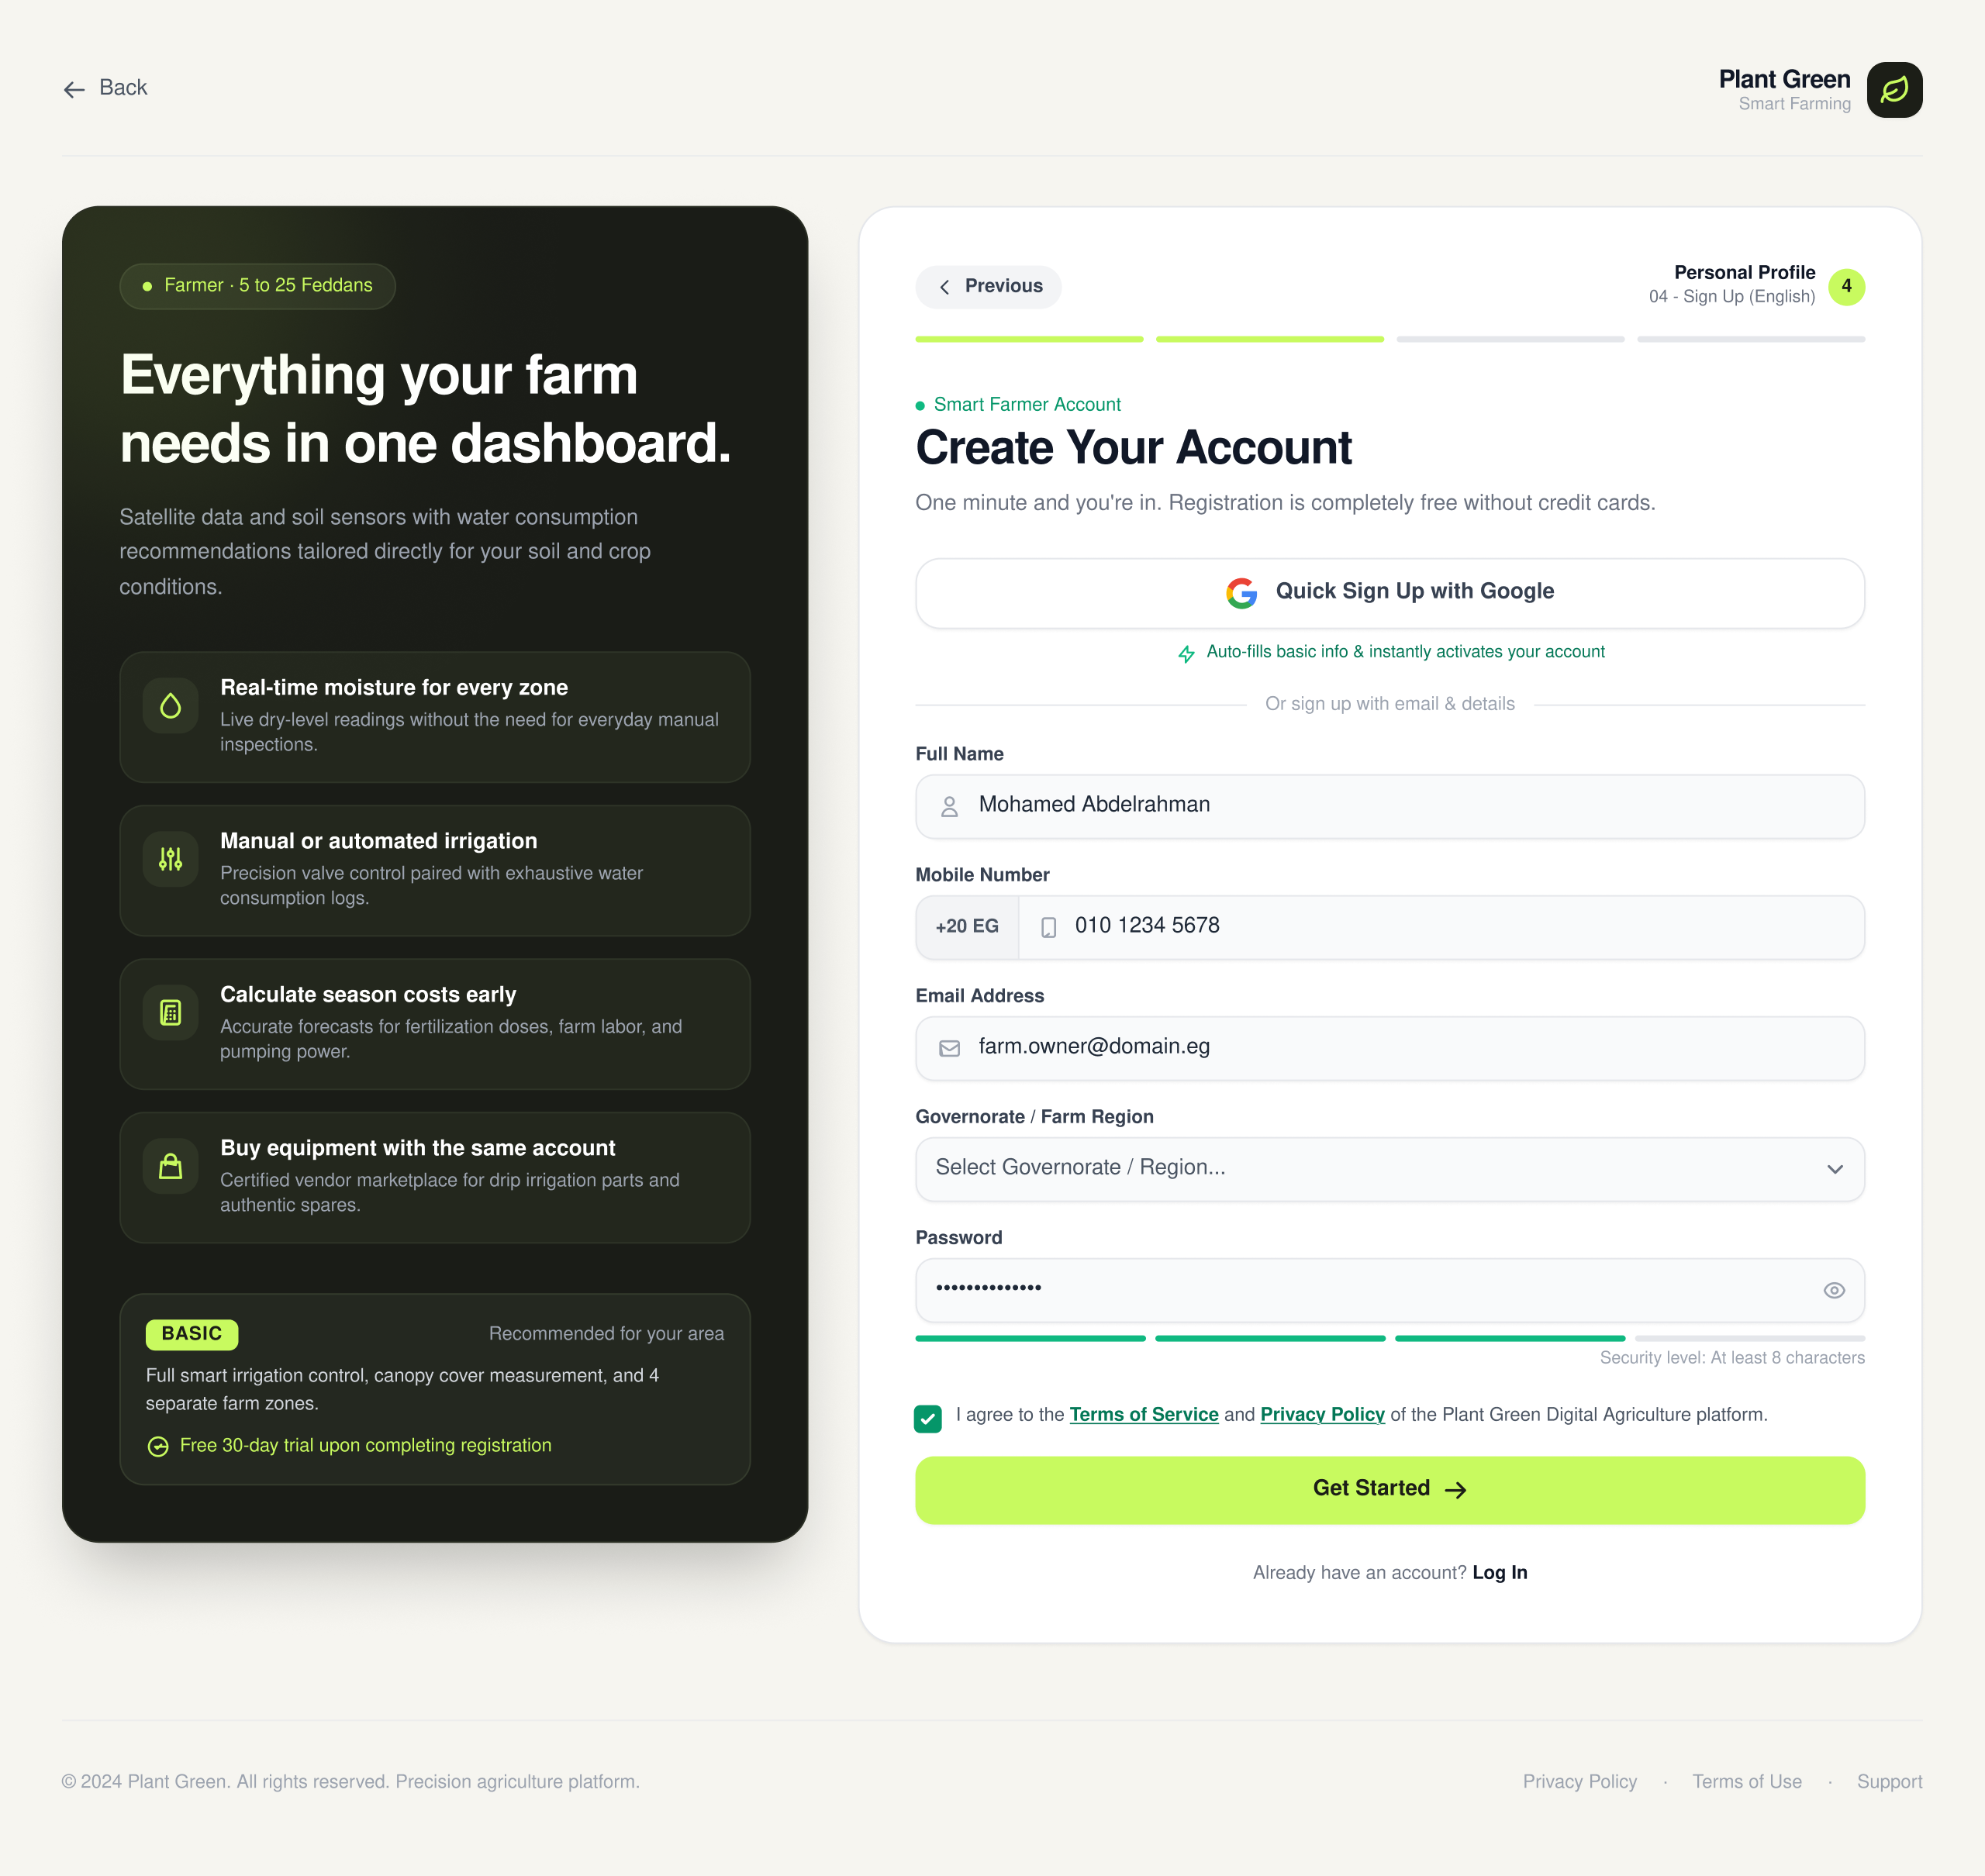 Back
Plant Green
Smart Farming
Farmer · 5 to 25 Feddans
Everything your farm
needs in one dashboard.
Satellite data and soil sensors with water consumption
recommendations tailored directly for your soil and crop
conditions.
Real-time moisture for every zone
Live dry-level readings without the need for everyday manual
inspections.
Manual or automated irrigation
Precision valve control paired with exhaustive water
consumption logs.
Calculate season costs early
Accurate forecasts for fertilization doses, farm labor, and
pumping power.
Buy equipment with the same account
Certified vendor marketplace for drip irrigation parts and
authentic spares.
BASIC
Recommended for your area
Full smart irrigation control, canopy cover measurement, and 4
separate farm zones.
Free 30-day trial upon completing registration
Previous
Personal Profile
04 - Sign Up (English)
4
Smart Farmer Account
Create Your Account
One minute and you're in. Registration is completely free without credit cards.
Quick Sign Up with Google
Auto-fills basic info & instantly activates your account
Or sign up with email & details
Full Name
Mohamed Abdelrahman
Mobile Number
+20 EG
010 1234 5678
Email Address
farm.owner@domain.eg
Governorate / Farm Region
Select Governorate / Region...
Password
••••••••••••••
Security level: At least 8 characters
I agree to the Terms of Service and Privacy Policy of the Plant Green Digital Agriculture platform.
Get Started
Already have an account? Log In
© 2024 Plant Green. All rights reserved. Precision agriculture platform.
Privacy Policy · Terms of Use · Support